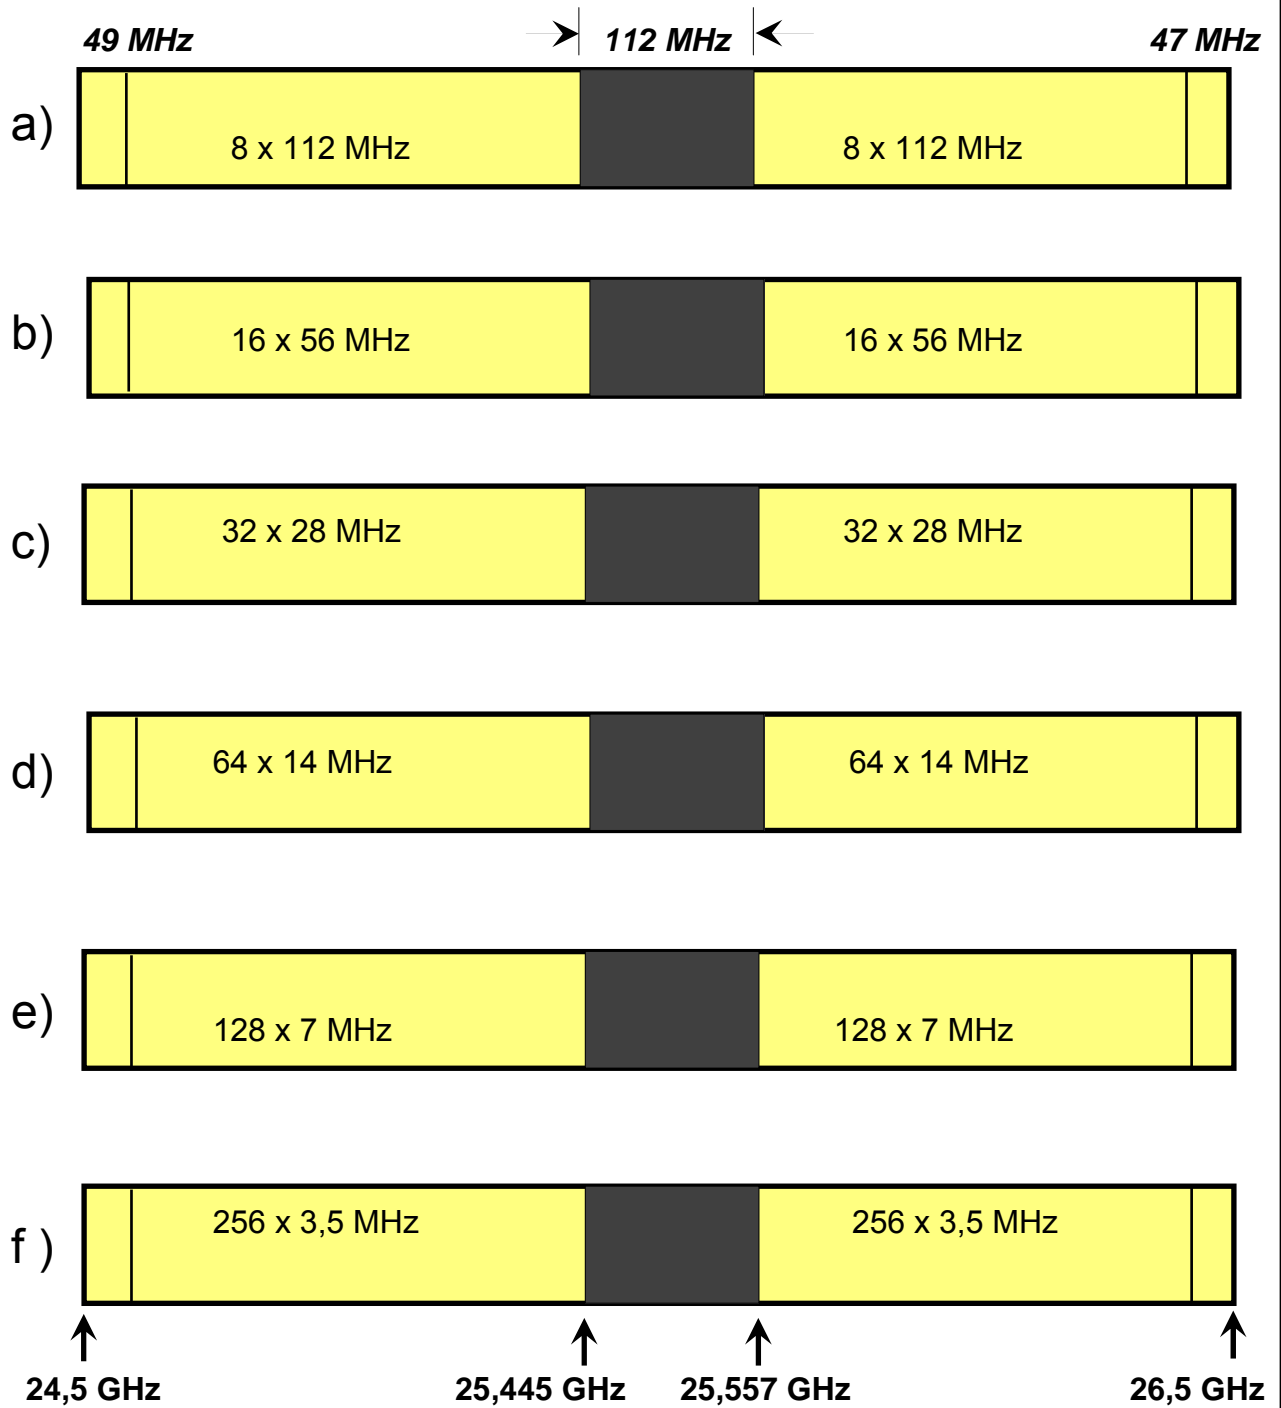 49 MHz 112 MHz 47 MHz
a) 8 x 112 MHz 8 x 112 MHz
b) 16 x 56 MHz 16 x 56 MHz
c) 32 x 28 MHz 32 x 28 MHz
d) 64 x 14 MHz 64 x 14 MHz
e) 128 x 7 MHz 128 x 7 MHz
f ) 256 x 3,5 MHz 256 x 3,5 MHz
24,5 GHz 25,445 GHz 25,557 GHz 26,5 GHz